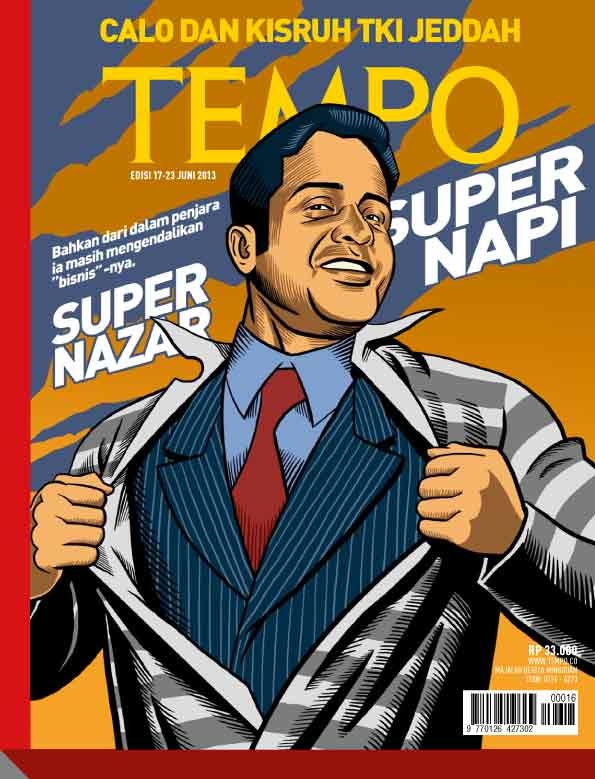 CALO DAN KISRUH TKI JEDDAH
TEMPO
EDISI 17-23 JUNI 2013
SUPER
NAPI
Bahkan dari dalam penjara
ia masih mengendalikan
"bisnis"-nya.
SUPER
NAZAR
RP 33.000
WWW.TEMPO.CO
MAJALAH BERITA MINGGUAN
ISSN: 0126 - 4273
00016
9 770126 427302